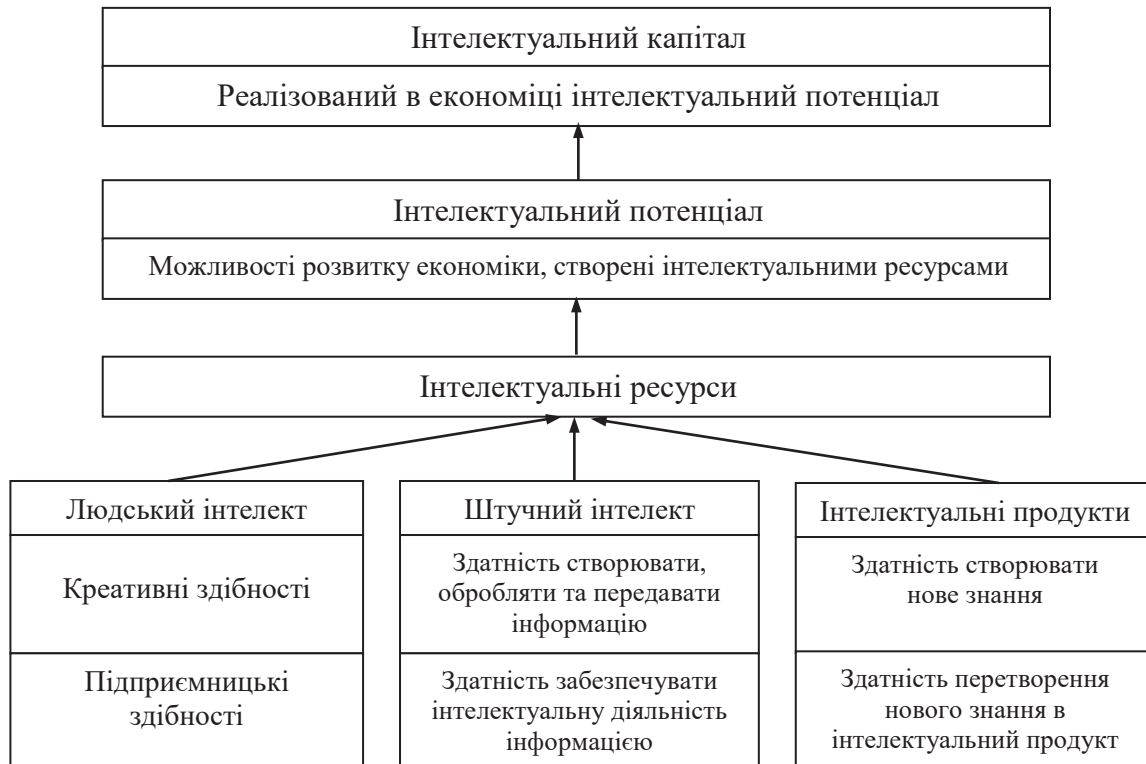 Інтелектуальний капітал
Реалізований в економіці інтелектуальний потенціал
Інтелектуальний потенціал
Можливості розвитку економіки, створені інтелектуальними ресурсами
Інтелектуальні ресурси
Людський інтелект
Креативні здібності
Підприємницькі
здібності
Штучний інтелект
Здатність створювати,
обробляти та передавати
інформацію
Здатність забезпечувати
інтелектуальну діяльність
інформацією
Інтелектуальні продукти
Здатність створювати
нове знання
Здатність перетворення
нового знання в
інтелектуальний продукт